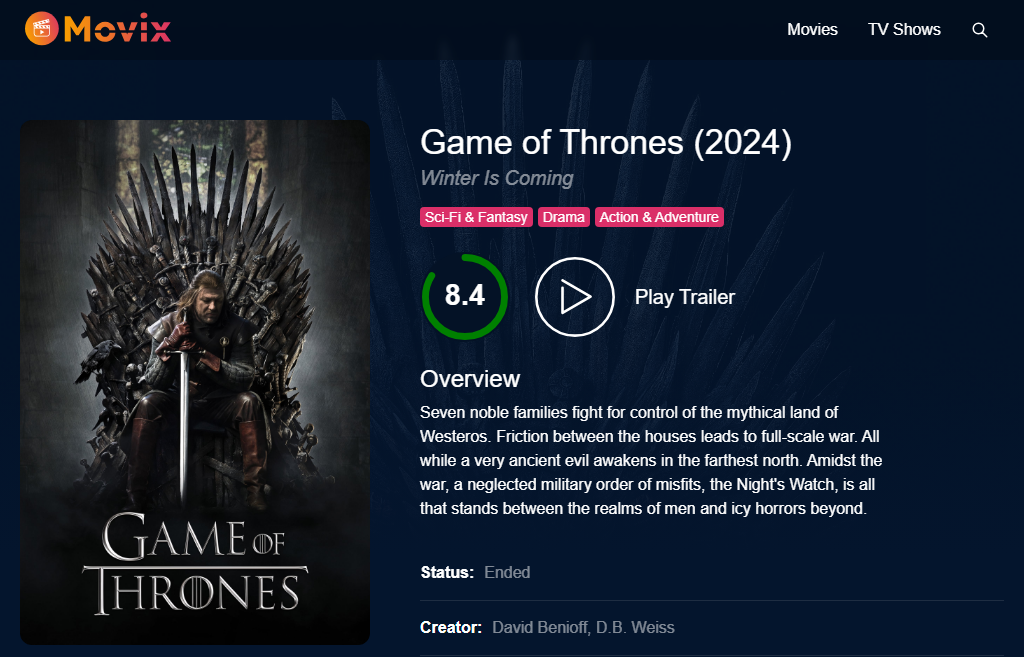 Movix
Movies
TV Shows
Game of Thrones (2024)
Winter Is Coming
Sci-Fi & Fantasy
Drama
Action & Adventure
8.4
Play Trailer
Overview
Seven noble families fight for control of the mythical land of
Westeros. Friction between the houses leads to full-scale war. All
while a very ancient evil awakens in the farthest north. Amidst the
war, a neglected military order of misfits, the Night's Watch, is all
that stands between the realms of men and icy horrors beyond.
Status: Ended
Creator: David Benioff, D.B. Weiss
GAME OF
THRONES